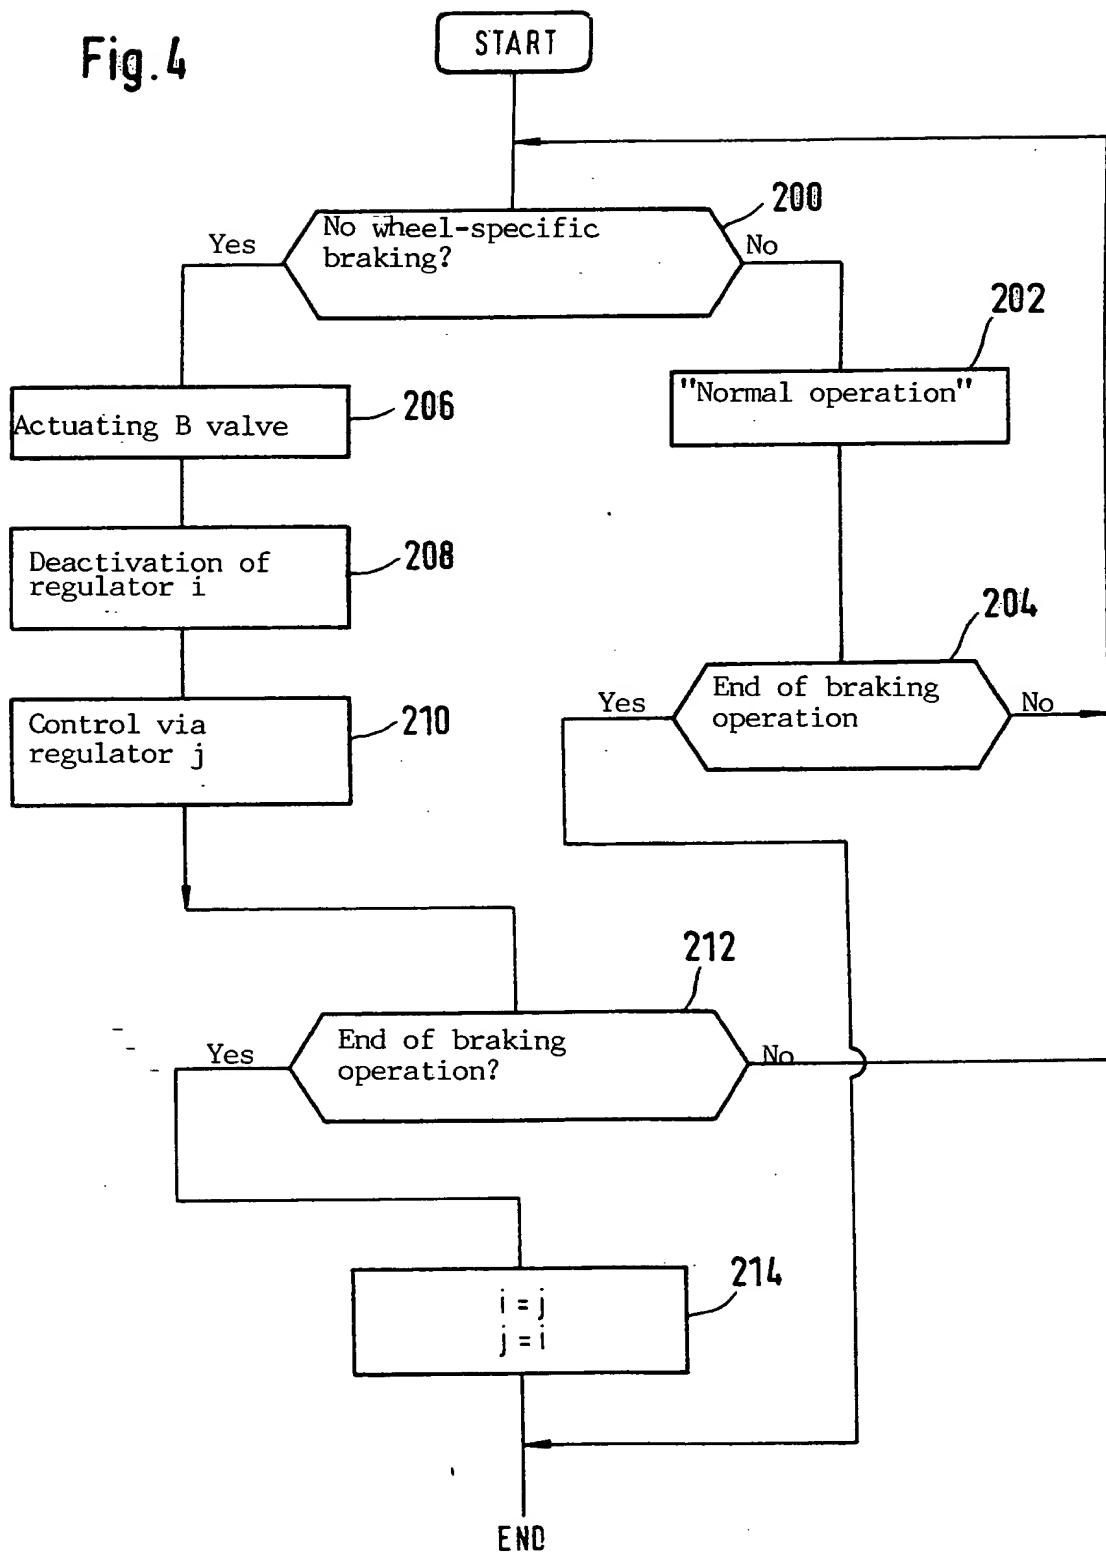 Fig. 4
START
200
No wheel-specific
braking?
Yes
No
202
"Normal operation"
206
Actuating B valve
208
Deactivation of
regulator i
204
End of braking
operation
Yes
No
210
Control via
regulator j
212
End of braking
operation?
Yes
No
214
i = j
j = i
END